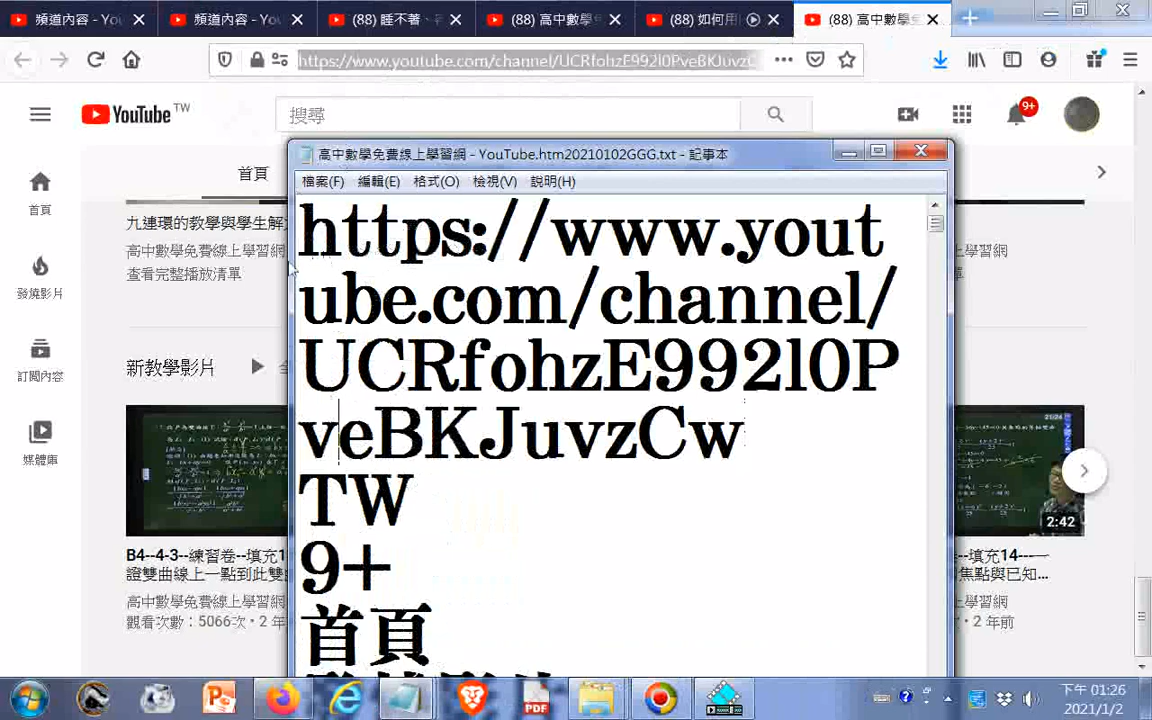 頻道內容 - You
頻道內容 - You
(88) 睡不著、
(88) 高中數學
(88) 如何用
(88) 高中數學
https://www.youtube.com/channel/UCRfohzE992l0PveBKJuvzC
YouTube TW
搜尋
9+
高中數學免費線上學習網 - YouTube.htm20210102GGG.txt - 記事本
檔案(F) 編輯(E) 格式(O) 檢視(V) 說明(H)
https://www.yout
ube.com/channel/
UCRfohzE992l0P
veBKJuvzCw
TW
9+
首頁
首頁
發燒影片
訂閱內容
媒體庫
首頁
九連環的教學與學生解
高中數學免費線上學習網
查看完整播放清單
新教學影片
B4--4-3--練習卷--填充1
證雙曲線上一點到此雙
高中數學免費線上學習網
觀看次數：5066次・2 年
2:42
--填充14---
焦點與已知...
習網
・2 年前
PDF
下午 01:26
2021/1/2